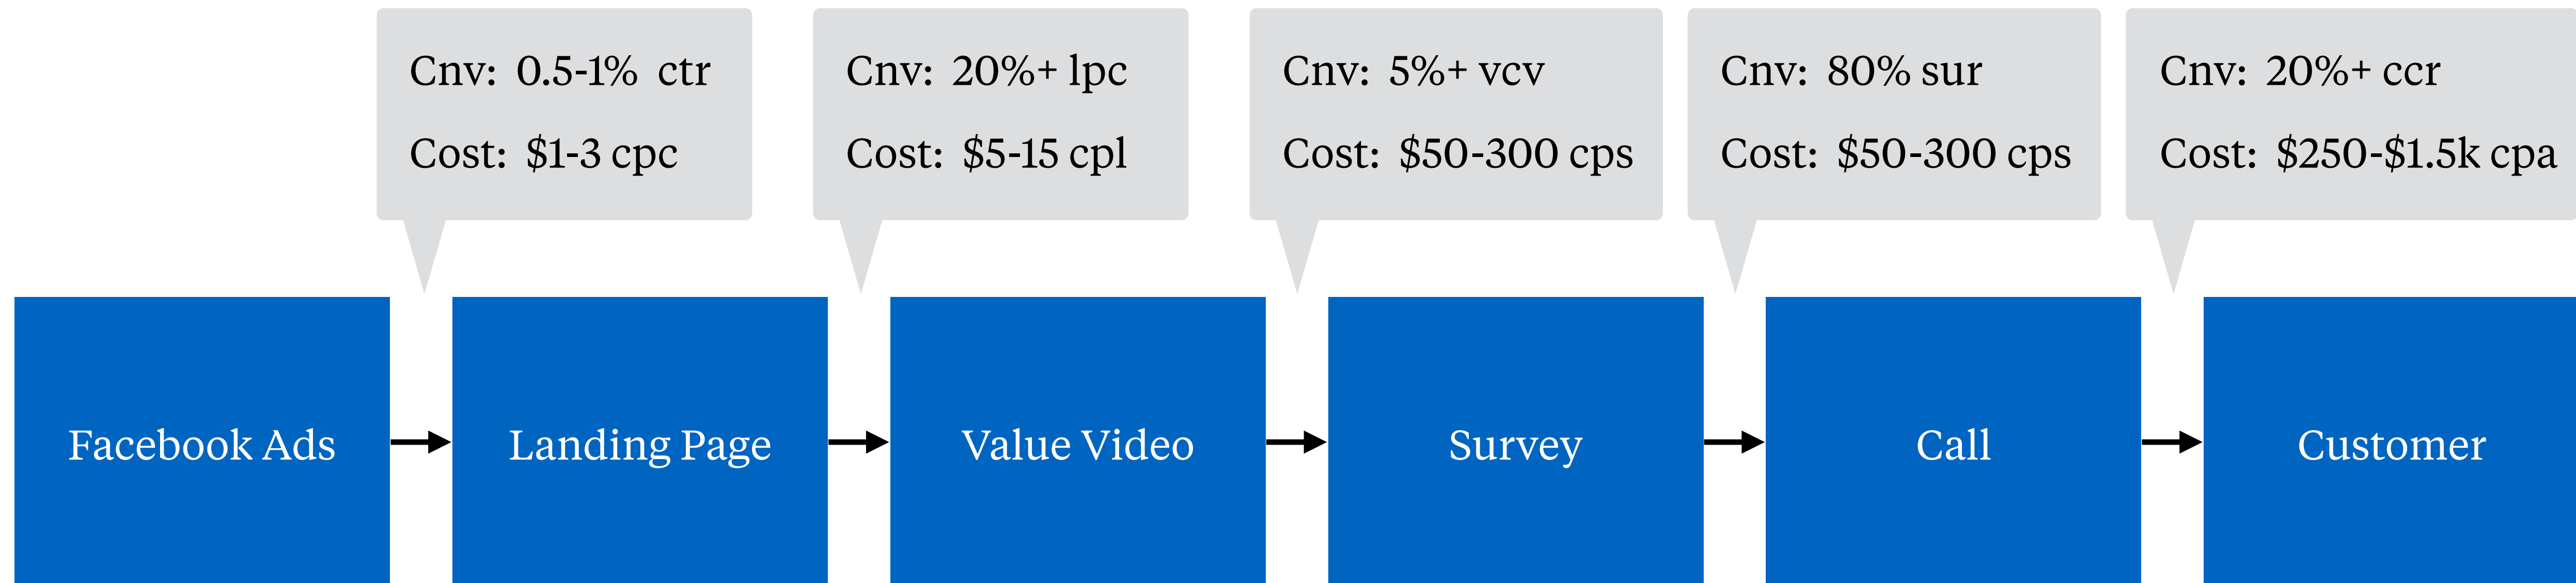 Cnv: 0.5-1% ctr
Cost: $1-3 cpc
Cnv: 20%+ lpc
Cost: $5-15 cpl
Cnv: 5%+ vcv
Cost: $50-300 cps
Cnv: 80% sur
Cost: $50-300 cps
Cnv: 20%+ ccr
Cost: $250-$1.5k cpa
Facebook Ads
Landing Page
Value Video
Survey
Call
Customer